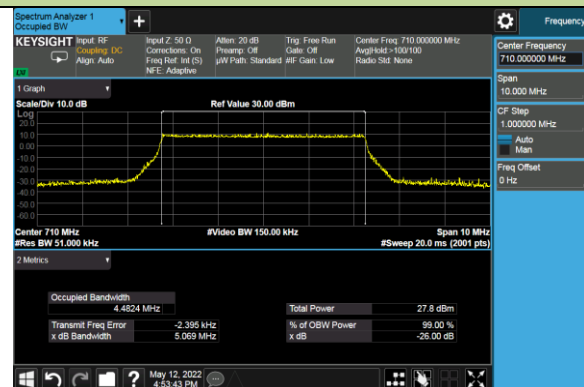 Spectrum Analyzer 1
Occupied BW
Frequency
KEYSIGHT
Input: RF
Coupling: DC
Align: Auto
Input Z: 50 Ω
Corrections: On
Freq Ref: Int (S)
NFE: Adaptive
Atten: 20 dB
Preamp: Off
µW Path: Standard
Trig: Free Run
Gate: Off
#IF Gain: Low
Center Freq: 710.000000 MHz
Avg|Hold:>100/100
Radio Std: None
Center Frequency
710.000000 MHz
Span
10.000 MHz
CF Step
1.000000 MHz
Auto
Man
Freq Offset
0 Hz
1 Graph
Scale/Div 10.0 dB
Ref Value 30.00 dBm
Log
20.0
10.0
0.00
-10.0
-20.0
-30.0
-40.0
-50.0
-60.0
Center 710 MHz
#Video BW 150.00 kHz
Span 10 MHz
#Res BW 51.000 kHz
#Sweep 20.0 ms (2001 pts)
2 Metrics
Occupied Bandwidth
4.4824 MHz
Total Power 27.8 dBm
Transmit Freq Error -2.395 kHz
% of OBW Power 99.00 %
x dB Bandwidth 5.069 MHz
x dB -26.00 dB
May 12, 2022
4:53:43 PM